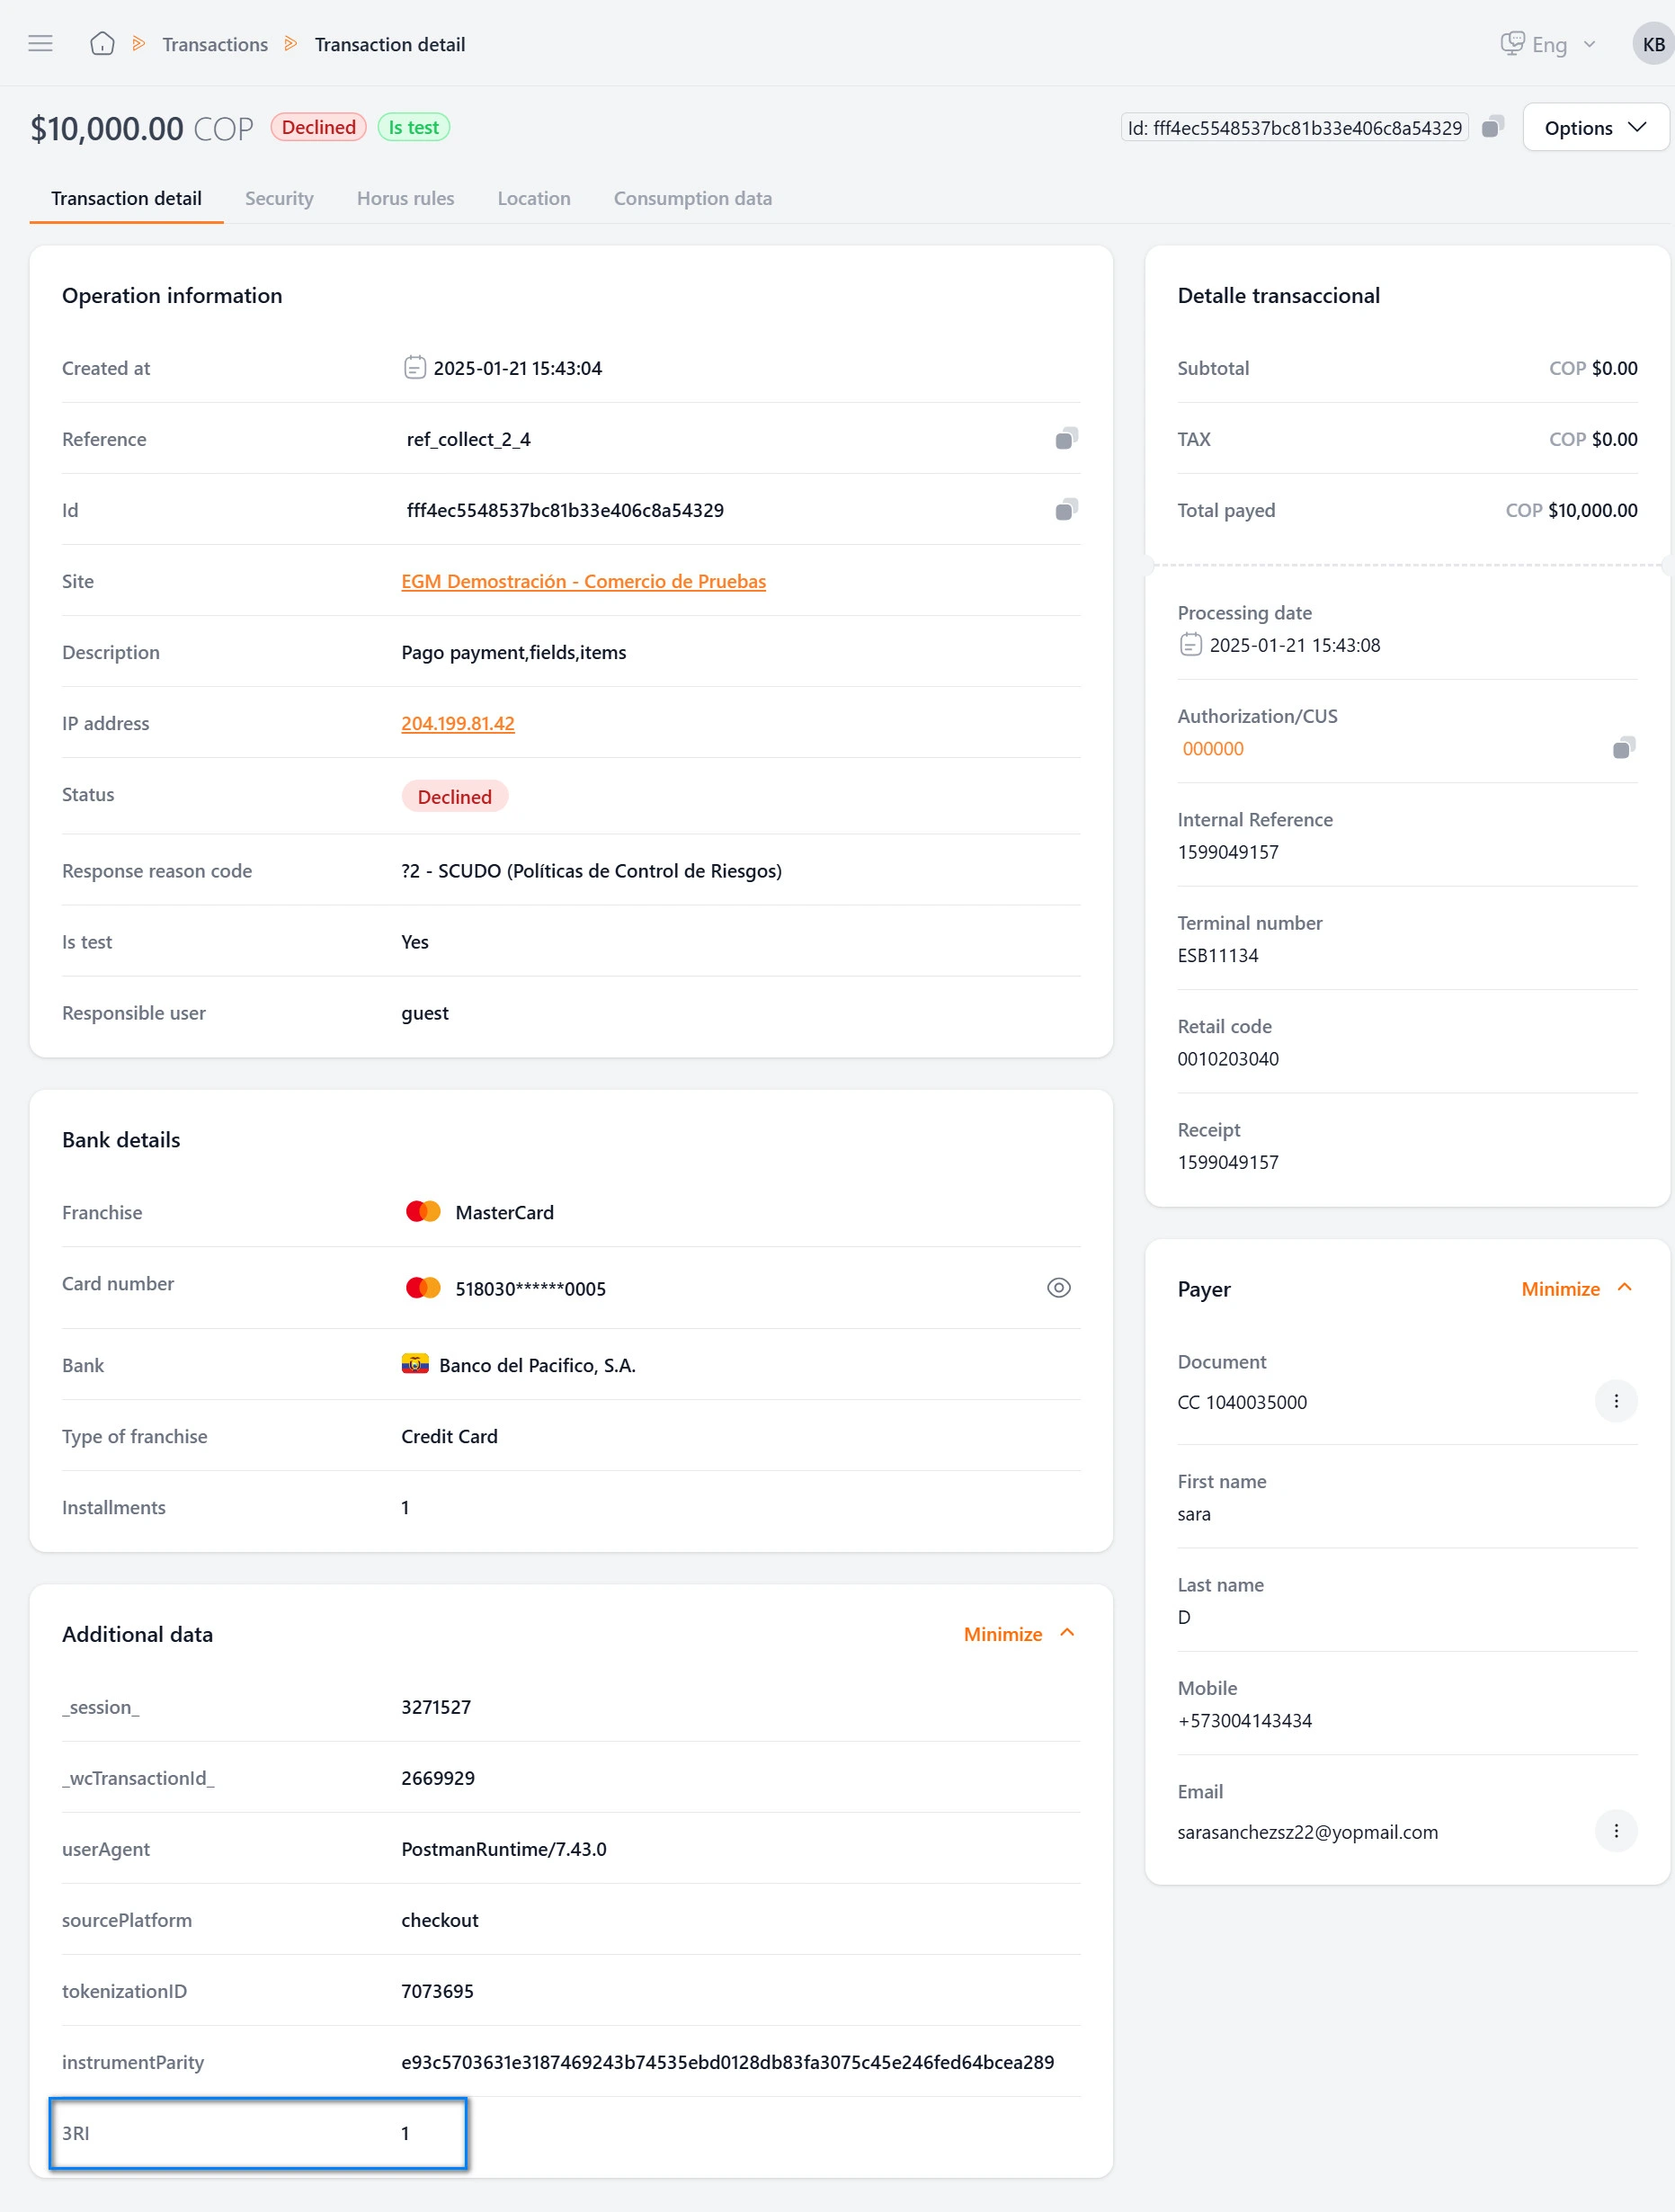 Transactions
Transaction detail
Eng
KB
$10,000.00 COP
Declined
Is test
Id: fff4ec5548537bc81b33e406c8a54329
Options
Transaction detail
Security
Horus rules
Location
Consumption data
Operation information
Created at
2025-01-21 15:43:04
Reference
ref_collect_2_4
Id
fff4ec5548537bc81b33e406c8a54329
Site
EGM Demostración - Comercio de Pruebas
Description
Pago payment,fields,items
IP address
204.199.81.42
Status
Declined
Response reason code
?2 - SCUDO (Políticas de Control de Riesgos)
Is test
Yes
Responsible user
guest
Bank details
Franchise
MasterCard
Card number
518030******0005
Bank
Banco del Pacifico, S.A.
Type of franchise
Credit Card
Installments
1
Additional data
Minimize
_session_
3271527
_wcTransactionId_
2669929
userAgent
PostmanRuntime/7.43.0
sourcePlatform
checkout
tokenizationID
7073695
instrumentParity
e93c5703631e3187469243b74535ebd0128db83fa3075c45e246fed64bcea289
3RI
1
Detalle transaccional
Subtotal
COP $0.00
TAX
COP $0.00
Total payed
COP $10,000.00
Processing date
2025-01-21 15:43:08
Authorization/CUS
000000
Internal Reference
1599049157
Terminal number
ESB11134
Retail code
0010203040
Receipt
1599049157
Payer
Minimize
Document
CC 1040035000
First name
sara
Last name
D
Mobile
+573004143434
Email
sarasanchezsz22@yopmail.com